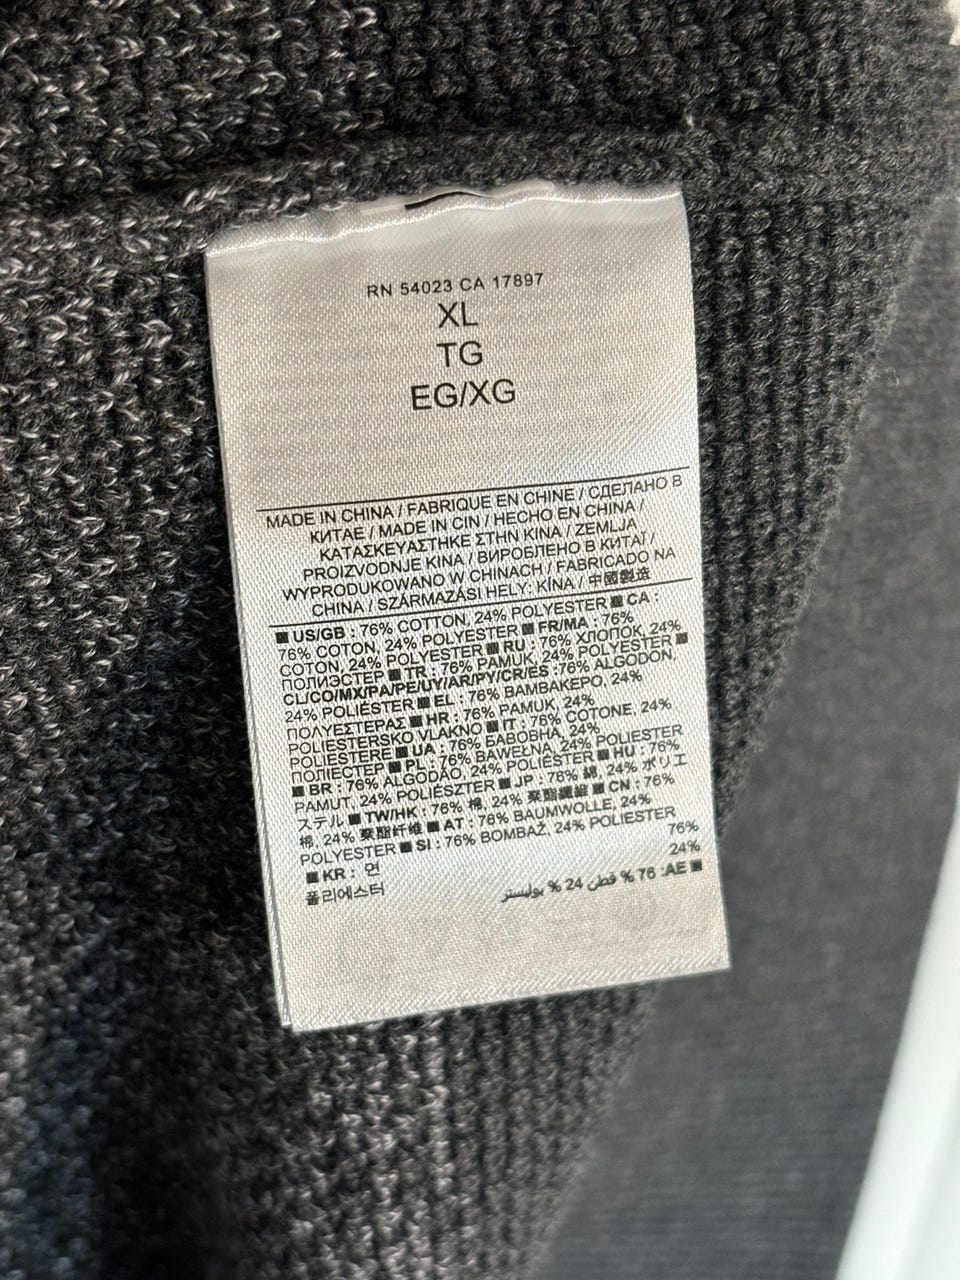 RN 54023 CA 17897
XL
TG
EG/XG
MADE IN CHINA / FABRIQUE EN CHINE / СДЕЛАНО В
КИТАЕ / MADE IN CIN / HECHO EN CHINA /
ΚΑΤΑΣΚΕΥΑΣΤΗΚΕ ΣΤΗΝ ΚΙΝΑ / ZEMLJA
PROIZVODNJE KINA / ВИРОБЛЕНО В КИТАЇ /
WYPRODUKOWANO W CHINACH / FABRICADO NA
CHINA / SZÁRMAZÁSI HELY: KÍNA / 中國製造
■ US/GB : 76% COTTON, 24% POLYESTER ■ CA :
76% COTON, 24% POLYESTER ■ FR/MA : 76%
COTON, 24% POLYESTER ■ RU : 76% ХЛОПОК, 24%
ПОЛИЭСТЕР ■ TR : 76% PAMUK, 24% POLYESTER ■
CL/CO/MX/PA/PE/UY/AR/PY/CR/ES : 76% ALGODÓN,
24% POLIÉSTER ■ EL : 76% ΒΑΜΒΑΚΕΡΟ, 24%
ΠΟΛΥΕΣΤΕΡΑΣ ■ HR : 76% PAMUK, 24%
POLIESTERSKO VLAKNO ■ IT : 76% COTONE, 24%
POLIESTERE ■ UA : 76% БАВОВНА, 24%
ПОЛІЕСТЕР ■ PL : 76% BAWEŁNA, 24% POLIESTER
■ BR : 76% ALGODÃO, 24% POLIÉSTER ■ HU : 76%
PAMUT, 24% POLIÉSZTER ■ JP : 76% 綿, 24% ポリエ
ステル ■ TW/HK : 76% 棉, 24% 聚酯纖維 ■ CN : 76%
棉, 24% 聚酯纤维 ■ AT : 76% BAUMWOLLE, 24%
POLYESTER ■ SI : 76% BOMBAŽ, 24% POLIESTER
■ KR : 면 76%
폴리에스터 24%
■ AE: 76 % قطن 24 % بوليستر